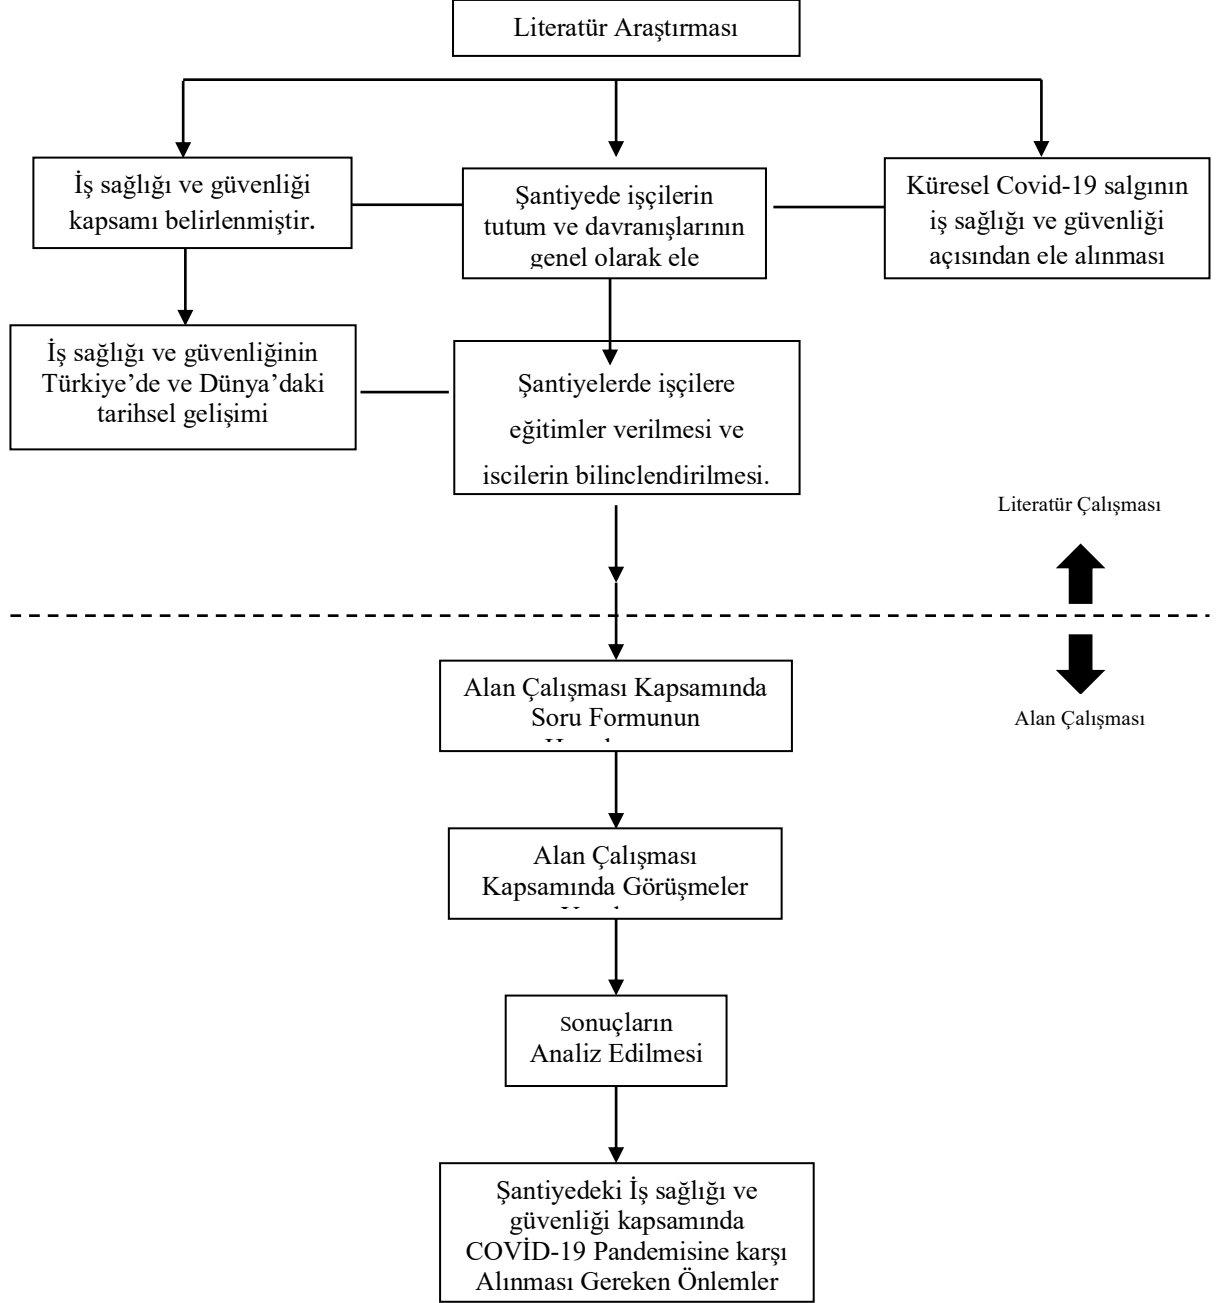 Literatür Araştırması
İş sağlığı ve güvenliği
kapsamı belirlenmiştir.
Şantiyede işçilerin
tutum ve davranışlarının
genel olarak ele
Küresel Covid-19 salgının
iş sağlığı ve güvenliği
açısından ele alınması
İş sağlığı ve güvenliğinin
Türkiye’de ve Dünya’daki
tarihsel gelişimi
Şantiyelerde işçilere
eğitimler verilmesi ve
iscilerin bilinclendirilmesi.
Literatür Çalışması
Alan Çalışması
Alan Çalışması Kapsamında
Soru Formunun
Alan Çalışması
Kapsamında Görüşmeler
Sonuçların
Analiz Edilmesi
Şantiyedeki İş sağlığı ve
güvenliği kapsamında
COVİD-19 Pandemisine karşı
Alınması Gereken Önlemler